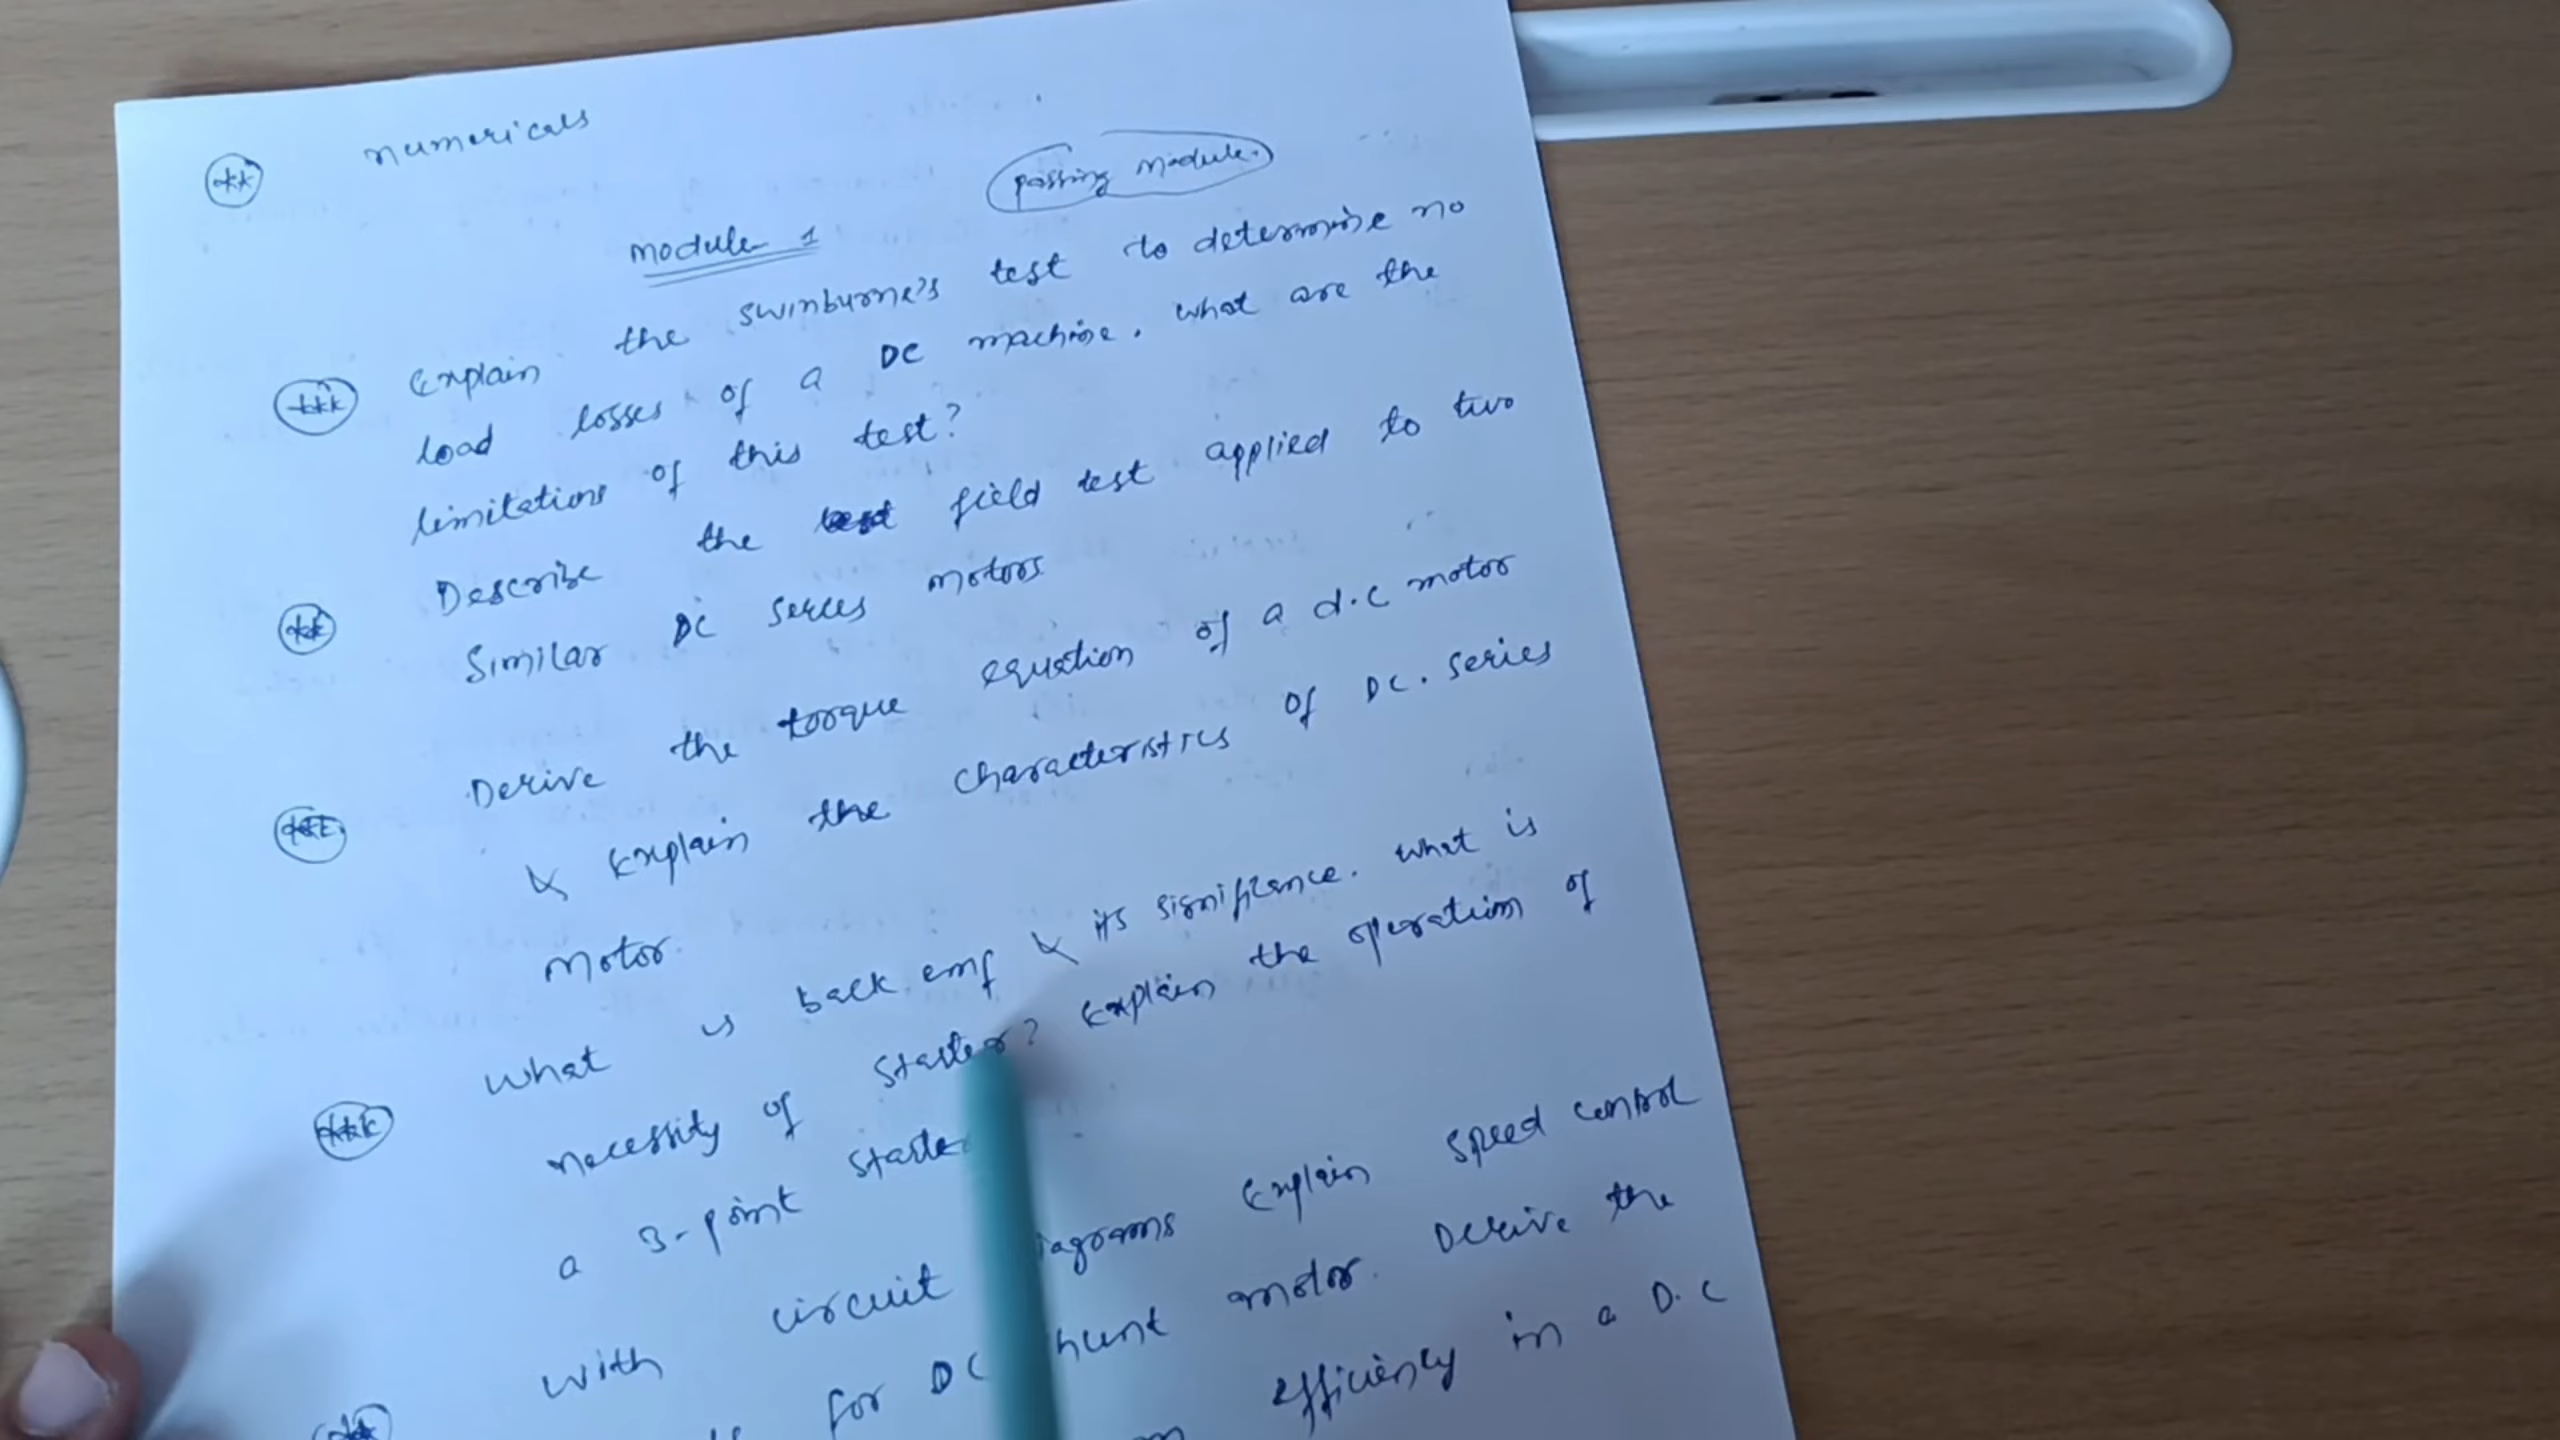 ** numericals
passing module.
module 1
*** Explain the swinburne's test to determine no
load losses of a DC machine. what are the
limitations of this test?
** Describe the field test applied to two
Similar DC series motors
*** Derive the torque equation of a d.c motor
& Explain the characteristics of DC. series
motor.
*** what is back emf & its significance. what is
necessity of starter? Explain the operation of
a 3-point starter
with circuit diagrams Explain speed control
for DC shunt motor. Derive the
efficiency in a D.C